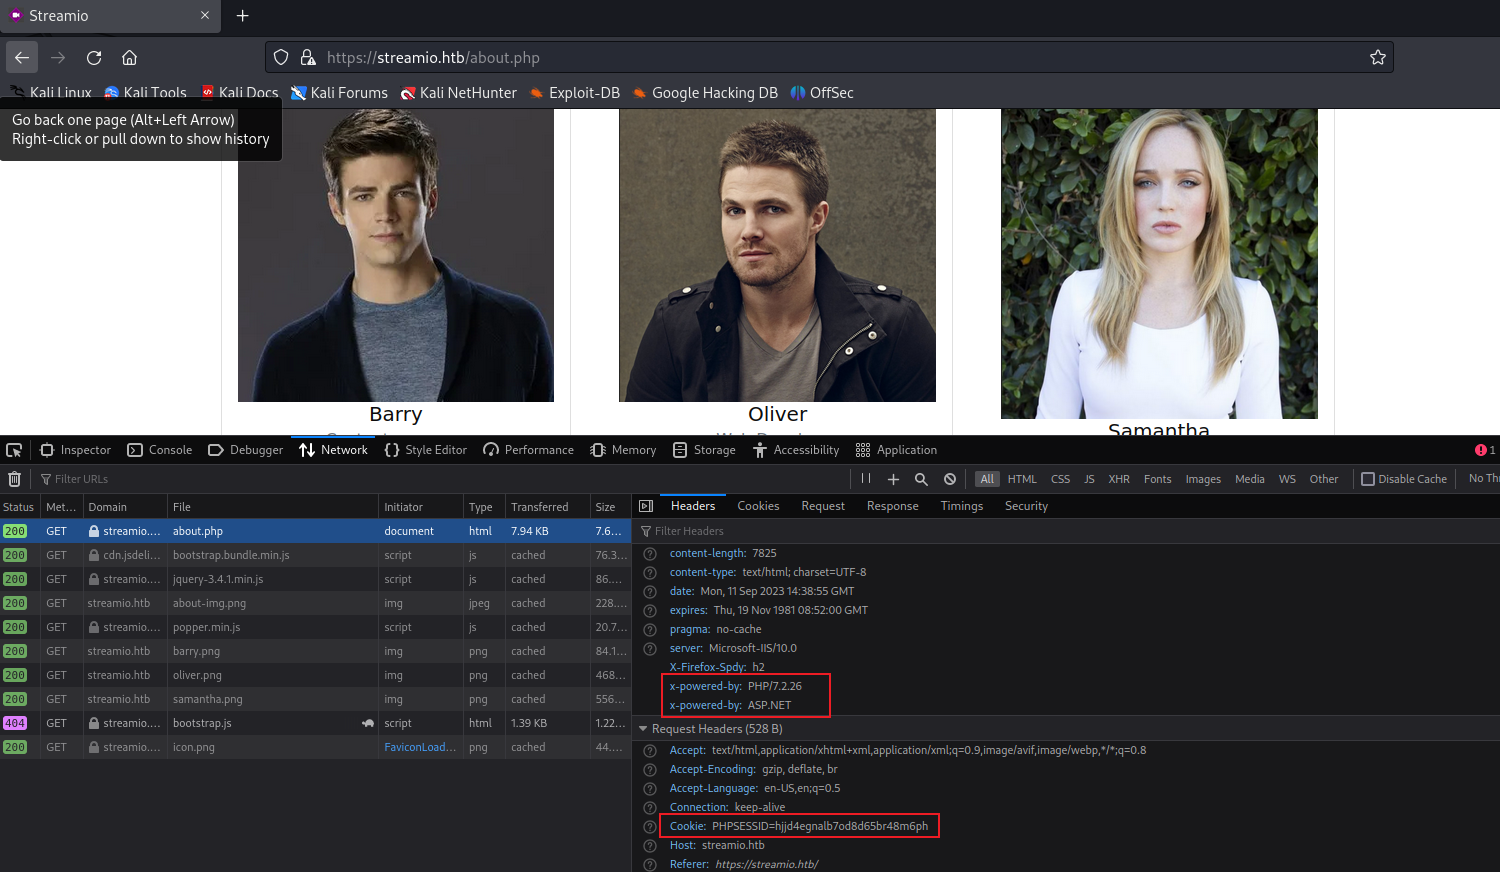 Streamio
https://streamio.htb/about.php
Kali Linux Kali Tools Kali Docs Kali Forums Kali NetHunter Exploit-DB Google Hacking DB OffSec
Go back one page (Alt+Left Arrow)
Right-click or pull down to show history
Barry Oliver Samantha
Inspector Console Debugger Network Style Editor Performance Memory Storage Accessibility Application 1
Filter URLs All HTML CSS JS XHR Fonts Images Media WS Other Disable Cache No Thr
Status Met... Domain File Initiator Type Transferred Size
200 GET streamio.... about.php document html 7.94 KB 7.6...
200 GET cdn.jsdeli... bootstrap.bundle.min.js script js cached 76.3...
200 GET streamio.... jquery-3.4.1.min.js script js cached 86....
200 GET streamio.htb about-img.png img jpeg cached 228....
200 GET streamio.... popper.min.js script js cached 20.7...
200 GET streamio.htb barry.png img png cached 84.1...
200 GET streamio.htb oliver.png img png cached 468...
200 GET streamio.htb samantha.png img png cached 556...
404 GET streamio.... bootstrap.js script html 1.39 KB 1.22...
200 GET streamio.... icon.png FaviconLoad... png cached 44....
Headers Cookies Request Response Timings Security
Filter Headers
content-length: 7825
content-type: text/html; charset=UTF-8
date: Mon, 11 Sep 2023 14:38:55 GMT
expires: Thu, 19 Nov 1981 08:52:00 GMT
pragma: no-cache
server: Microsoft-IIS/10.0
X-Firefox-Spdy: h2
x-powered-by: PHP/7.2.26
x-powered-by: ASP.NET
Request Headers (528 B)
Accept: text/html,application/xhtml+xml,application/xml;q=0.9,image/avif,image/webp,*/*;q=0.8
Accept-Encoding: gzip, deflate, br
Accept-Language: en-US,en;q=0.5
Connection: keep-alive
Cookie: PHPSESSID=hjjd4egnalb7od8d65br48m6ph
Host: streamio.htb
Referer: https://streamio.htb/